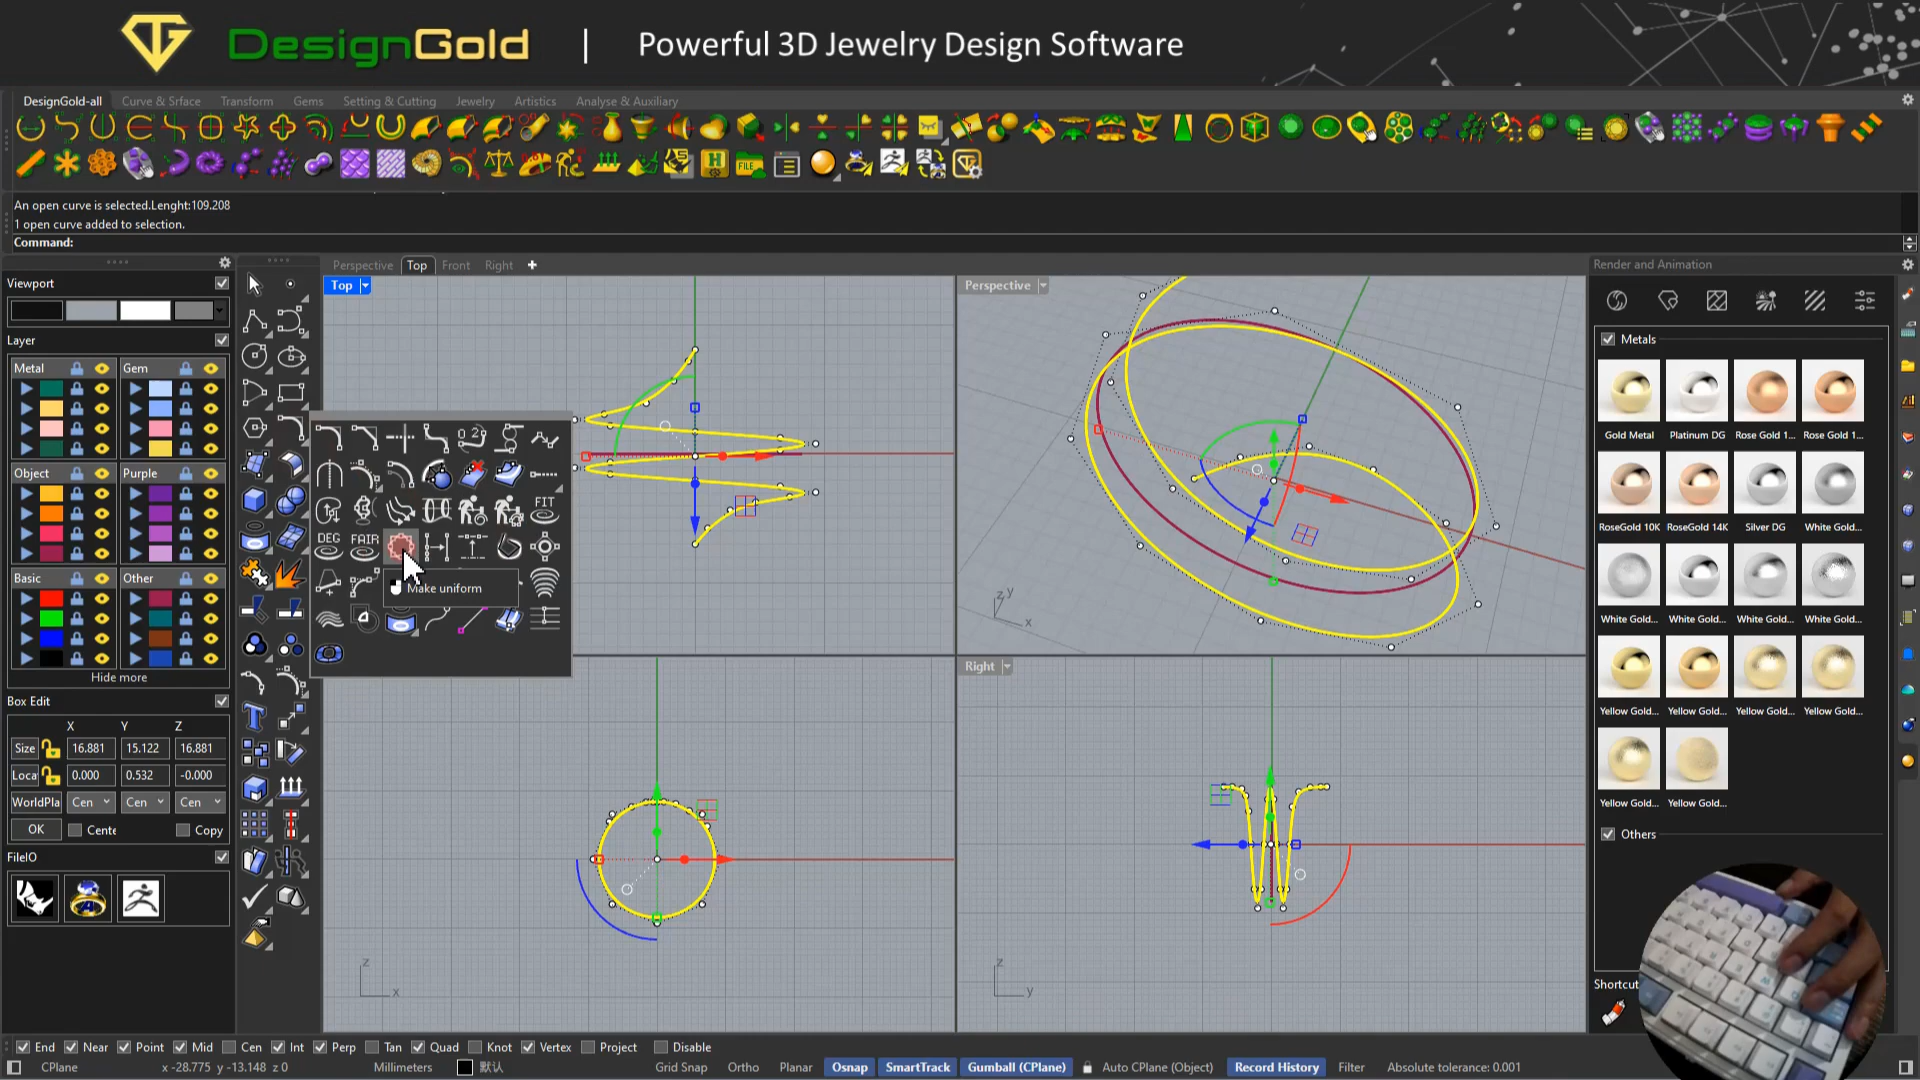 DesignGold | Powerful 3D Jewelry Design Software
DesignGold-all Curve & Srface Transform Gems Setting & Cutting Jewelry Artistics Analyse & Auxiliary
An open curve is selected.Lenght:109.208
1 open curve added to selection.
Command:
Viewport
Layer
Metal Gem
Object Purple
Basic Other
Hide more
Box Edit
X Y Z
Size 16.881 15.122 16.881
Loca 0.000 0.532 -0.000
WorldPla Cen Cen Cen
OK Cente Copy
FileIO
FILE
Perspective Top Front Right
Top
Perspective
Right
FIT
DEG FAIR
Make uniform
z y x
z x
z y
Render and Animation
Metals
Gold Metal Platinum DG Rose Gold 1... Rose Gold 1...
RoseGold 10K RoseGold 14K Silver DG White Gold...
White Gold... White Gold... White Gold... White Gold...
Yellow Gold... Yellow Gold... Yellow Gold... Yellow Gold...
Yellow Gold... Yellow Gold...
Others
Shortcut
End Near Point Mid Cen Int Perp Tan Quad Knot Vertex Project Disable
CPlane x -28.775 y -13.148 z 0 Millimeters 默认 Grid Snap Ortho Planar Osnap SmartTrack Gumball (CPlane) Auto CPlane (Object) Record History Filter Absolute tolerance: 0.001